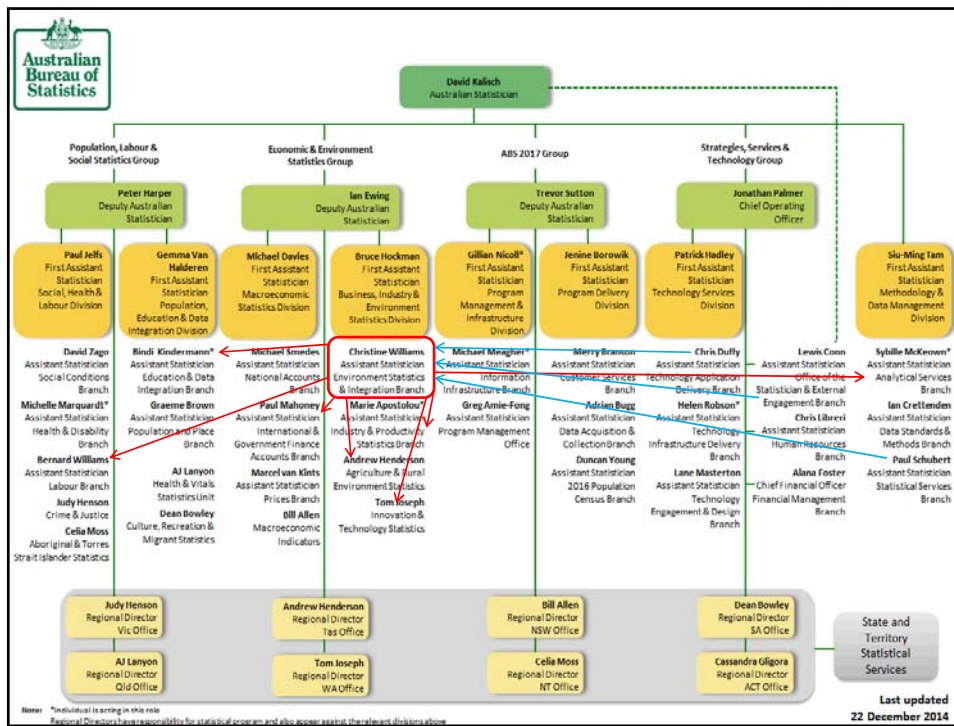 Australian
Bureau of
Statistics
David Kalisch
Australian Statistician
Population, Labour &
Social Statistics Group
Economic & Environment
Statistics Group
ABS 2017 Group
Strategies, Services &
Technology Group
Peter Harper
Deputy Australian
Statistician
Ian Ewing
Deputy Australian
Statistician
Trevor Sutton
Deputy Australian
Statistician
Jonathan Palmer
Chief Operating
Officer
Paul Jelfs
First Assistant
Statistician
Social, Health &
Labour Division
Gemma Van
Halderen
First Assistant
Statistician
Population,
Education & Data
Integration Division
Michael Davies
First Assistant
Statistician
Macroeconomic
Statistics Division
Bruce Hockman
First Assistant
Statistician
Business, Industry &
Environment
Statistics Division
Gillian Nicoll*
First Assistant
Statistician
Program
Management &
Infrastructure
Division
Jenine Borowik
First Assistant
Statistician
Program Delivery
Division
Patrick Hadley
First Assistant
Statistician
Technology Services
Division
Siu-Ming Tam
First Assistant
Statistician
Methodology &
Data Management
Division
David Zago
Assistant Statistician
Social Conditions
Branch
Michelle Marquardt*
Assistant Statistician
Health & Disability
Branch
Bernard Williams
Assistant Statistician
Labour Branch
Judy Henson
Crime & Justice
Celia Moss
Aboriginal & Torres
Strait Islander Statistics
Bindi Kindermann*
Assistant Statistician
Education & Data
Integration Branch
Graeme Brown
Population and Place
Branch
AJ Lanyon
Health & Vitals
Statistics Unit
Dean Bowley
Culture, Recreation &
Migrant Statistics
Michael Smedes
Assistant Statistician
National Accounts
Branch
Paul Mahoney
Assistant Statistician
International &
Government Finance
Accounts Branch
Marcel van Kints
Assistant Statistician
Prices Branch
Bill Allen
Macroeconomic
Indicators
Christine Williams
Assistant Statistician
Environment Statistics
& Integration Branch
Marie Apostolou*
Assistant Statistician
Industry & Productivity
Statistics Branch
Andrew Henderson
Agriculture & Rural
Environment Statistics
Tom Joseph
Innovation &
Technology Statistics
Michael Meagher*
Assistant Statistician
Information
Infrastructure Branch
Greg Amie-Fong
Program Management
Office
Merry Branson
Assistant Statistician
Customer Services
Branch
Adrian Bugg
Assistant Statistician
Data Acquisition &
Collection Branch
Duncan Young
Assistant Statistician
2016 Population
Census Branch
Chris Duffy
Assistant Statistician
Technology Application
Delivery Branch
Helen Robson*
Assistant Statistician
Technology
Infrastructure Delivery
Branch
Lane Masterton
Assistant Statistician
Technology
Engagement & Design
Branch
Lewis Conn
Assistant Statistician
Office of the
Statistician & External
Engagement Branch
Chris Libreri
Assistant Statistician
Human Resources
Branch
Alana Foster
Chief Financial Officer
Financial Management
Branch
Sybille McKeown*
Assistant Statistician
Analytical Services
Branch
Ian Crettenden
Assistant Statistician
Data Standards &
Methods Branch
Paul Schubert
Assistant Statistician
Statistical Services
Branch
Judy Henson
Regional Director
Vic Office
Andrew Henderson
Regional Director
Tas Office
Bill Allen
Regional Director
NSW Office
Dean Bowley
Regional Director
SA Office
AJ Lanyon
Regional Director
Qld Office
Tom Joseph
Regional Director
WA Office
Celia Moss
Regional Director
NT Office
Cassandra Gligora
Regional Director
ACT Office
State and
Territory
Statistical
Services
Note: *Individual is acting in this role
Regional Directors have responsibility for statistical program and also appear against the relevant divisions above
Last updated
22 December 2014